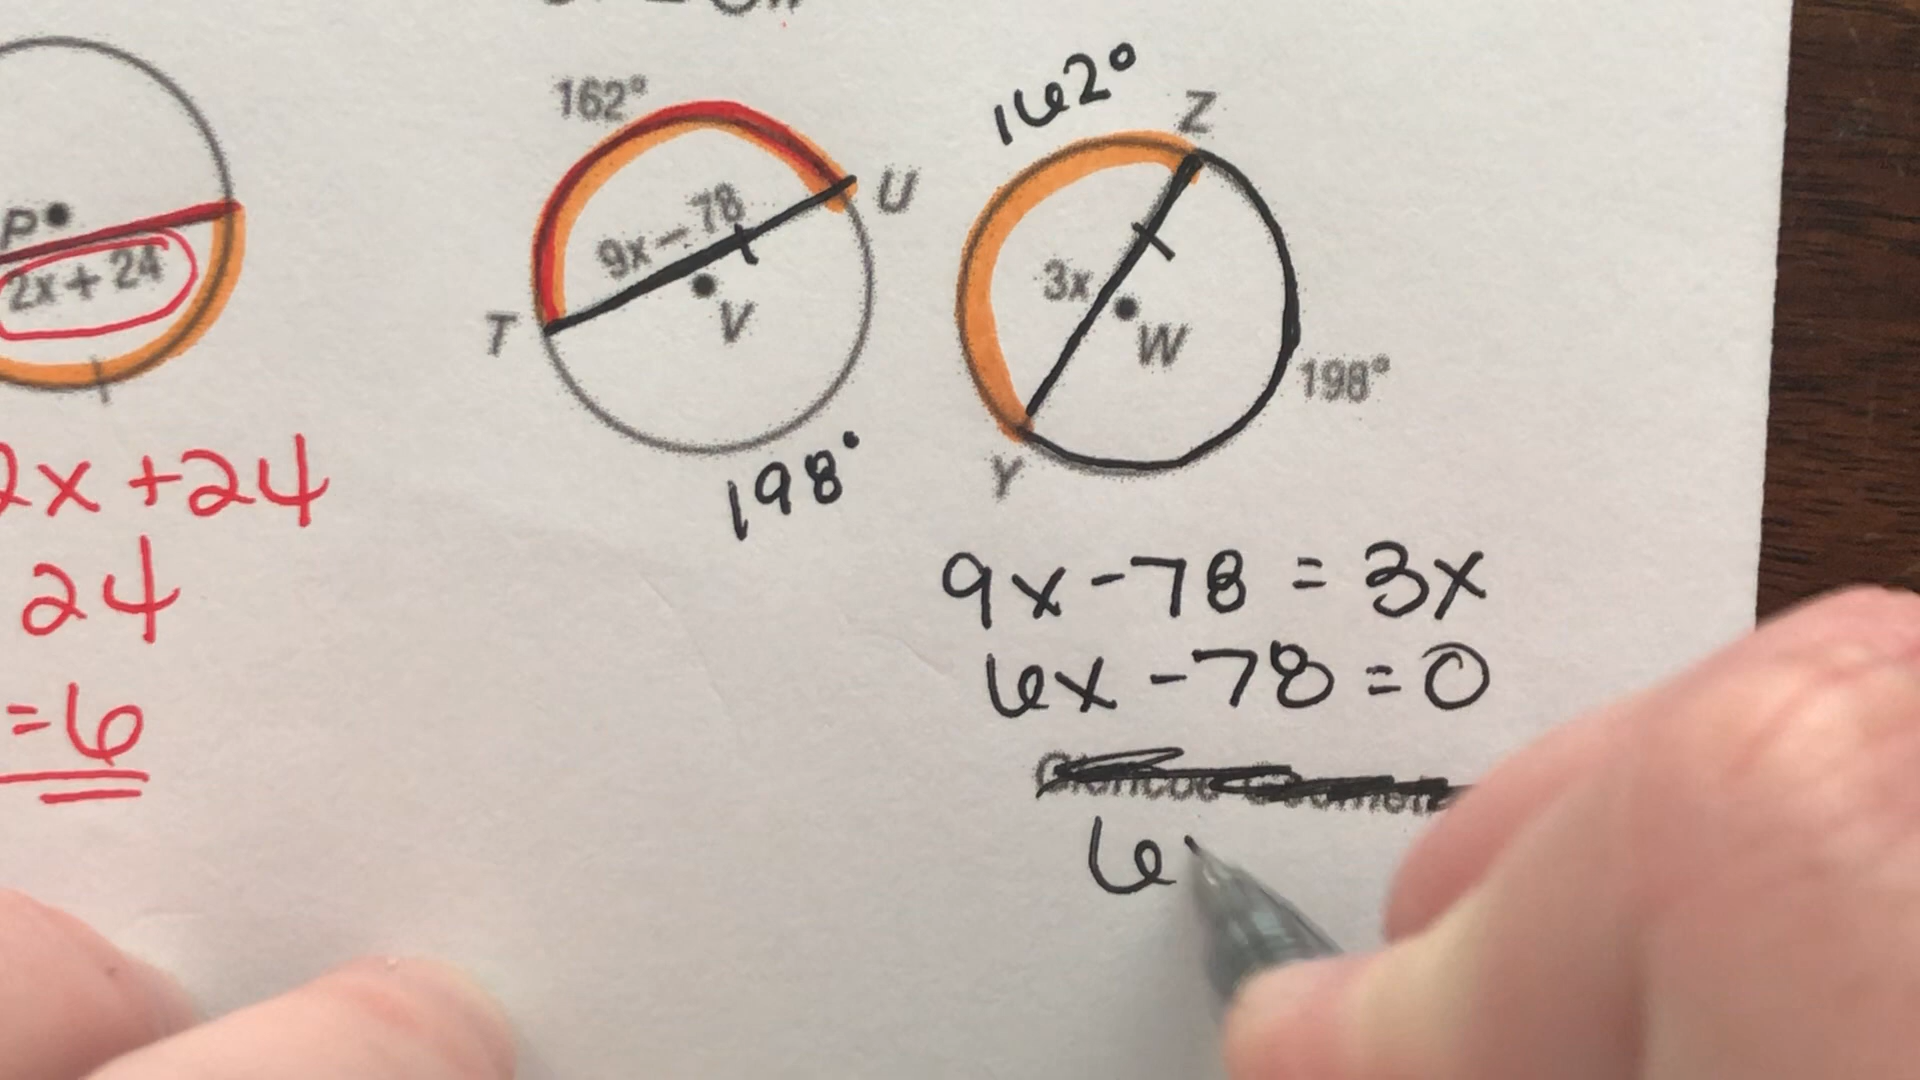 162°
162°
Z
U
9x-78
P
2x+24
3x
T
V
W
198°
Y
198°
2x+24
24
=6
9x-78=3x
6x-78=0
6